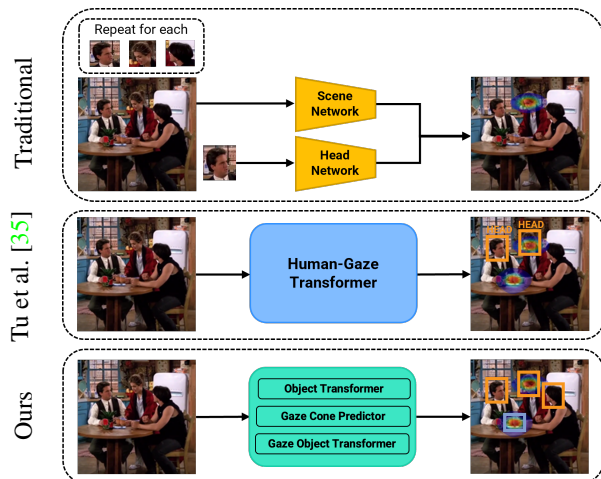 Traditional
Repeat for each
Scene
Network
Head
Network
Tu et al. [35]
Human-Gaze
Transformer
HEAD
HEAD
Ours
Object Transformer
Gaze Cone Predictor
Gaze Object Transformer